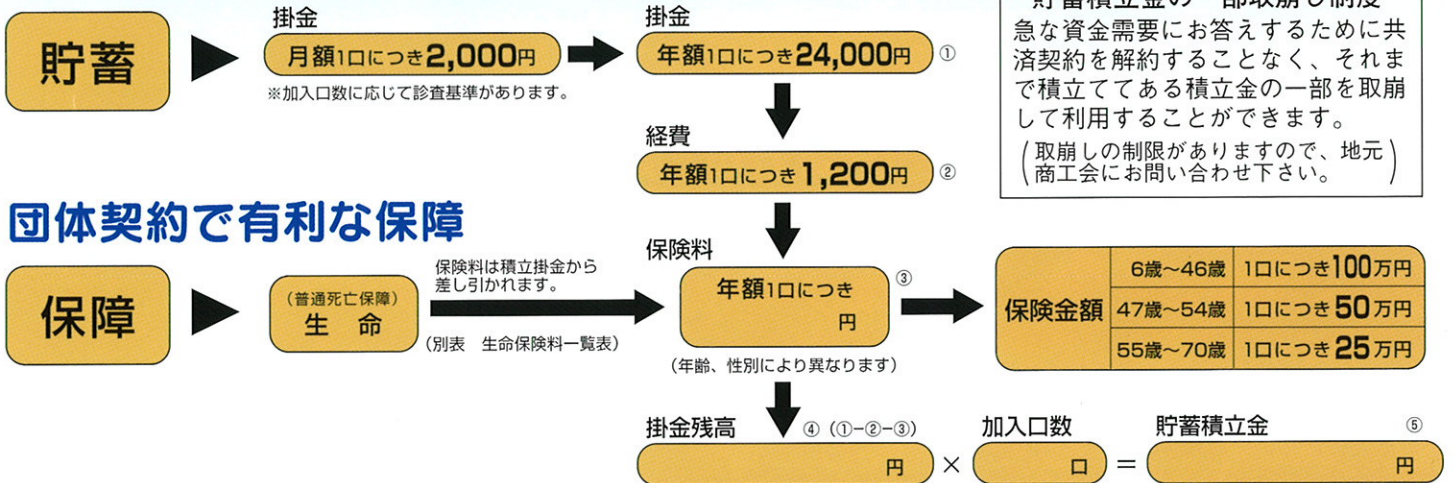 貯蓄積立金の一部取崩し制度
急な資金需要にお答えするために共
済契約を解約することなく、それま
で積立ててある積立金の一部を取崩
して利用することができます。
(取崩しの制限がありますので、地元
商工会にお問い合わせ下さい。)
貯蓄
掛金
月額1口につき2,000円
※加入口数に応じて診査基準があります。
掛金
年額1口につき24,000円 ①
経費
年額1口につき1,200円 ②
団体契約で有利な保障
保障
(普通死亡保障)
生 命
保険料は積立掛金から
差し引かれます。
(別表 生命保険料一覧表)
保険料
年額1口につき
円
③
(年齢、性別により異なります)
保険金額
6歳〜46歳 1口につき100万円
47歳〜54歳 1口につき50万円
55歳〜70歳 1口につき25万円
掛金残高 ④ (①-②-③)
円
×
加入口数
口
=
貯蓄積立金 ⑤
円